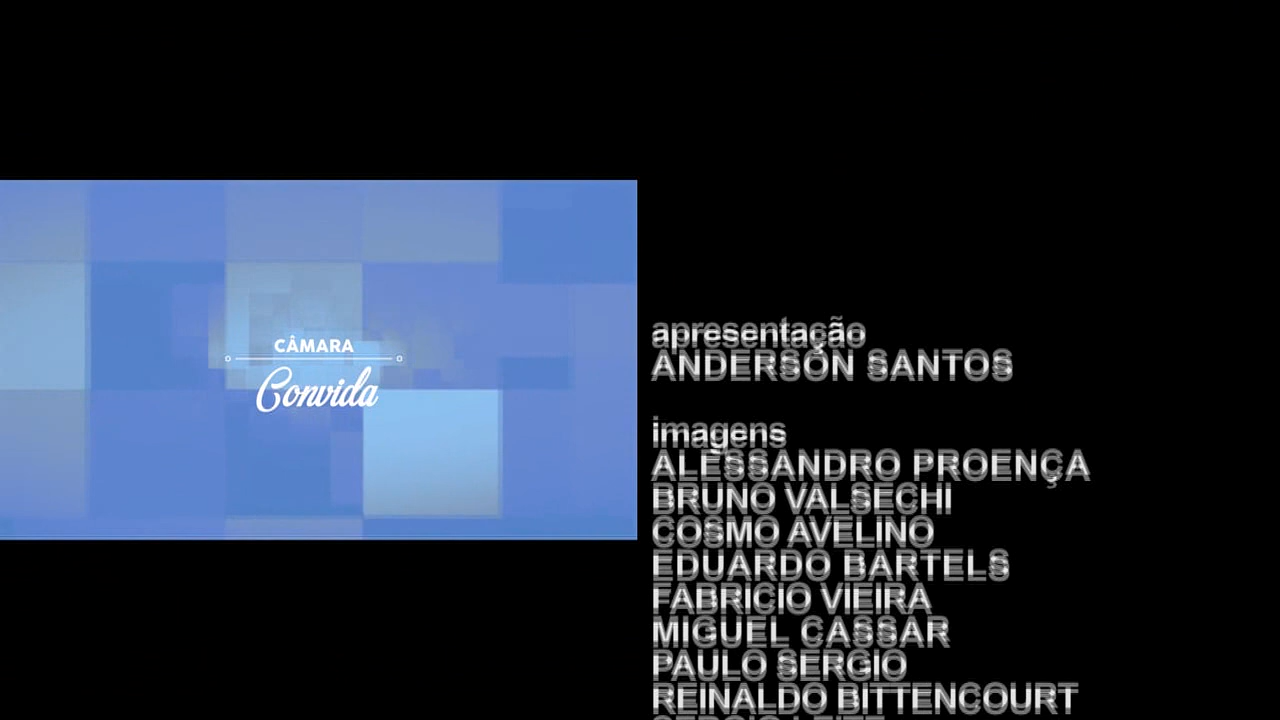 CÂMARA
Convida
apresentação
ANDERSON SANTOS
imagens
ALESSANDRO PROENÇA
BRUNO VALSECHI
COSMO AVELINO
EDUARDO BARTELS
FABRICIO VIEIRA
MIGUEL CASSAR
PAULO SERGIO
REINALDO BITTENCOURT